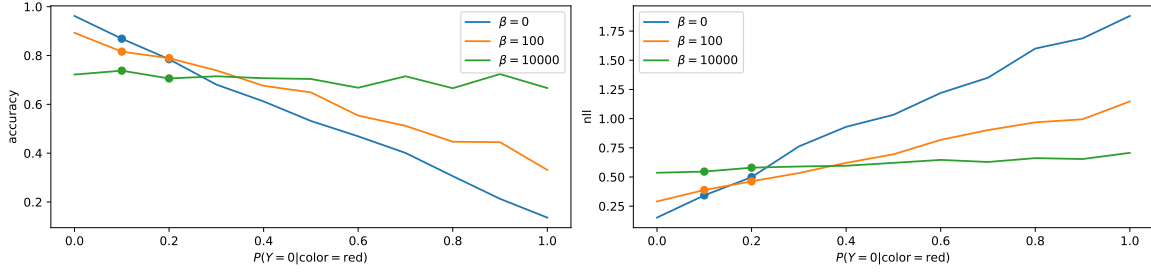 1.0
0.8
0.6
0.4
0.2
accuracy
0.0 0.2 0.4 0.6 0.8 1.0
P(Y = 0|color = red)
β = 0
β = 100
β = 10000
1.75
1.50
1.25
1.00
0.75
0.50
0.25
nll
0.0 0.2 0.4 0.6 0.8 1.0
P(Y = 0|color = red)
β = 0
β = 100
β = 10000